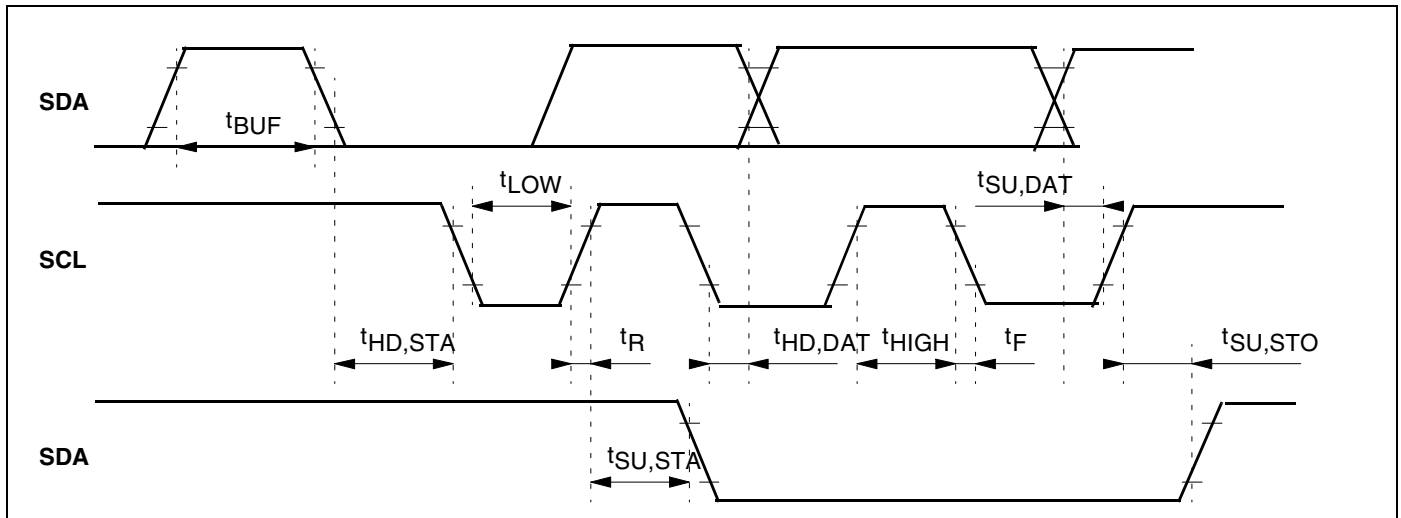 SDA
tBUF
tLOW
tSU,DAT
SCL
tHD,STA
tR
tHD,DAT
tHIGH
tF
tSU,STO
SDA
tSU,STA